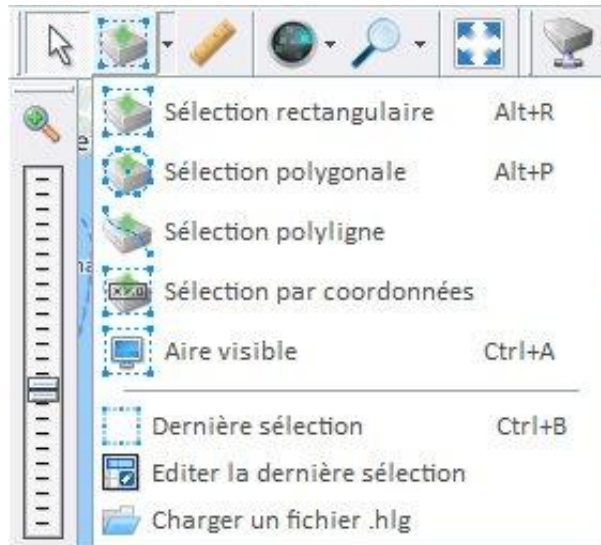 Sélection rectangulaire Alt+R
Sélection polygonale Alt+P
Sélection polyligne
Sélection par coordonnées
Aire visible Ctrl+A
Dernière sélection Ctrl+B
Editer la dernière sélection
Charger un fichier .hlg